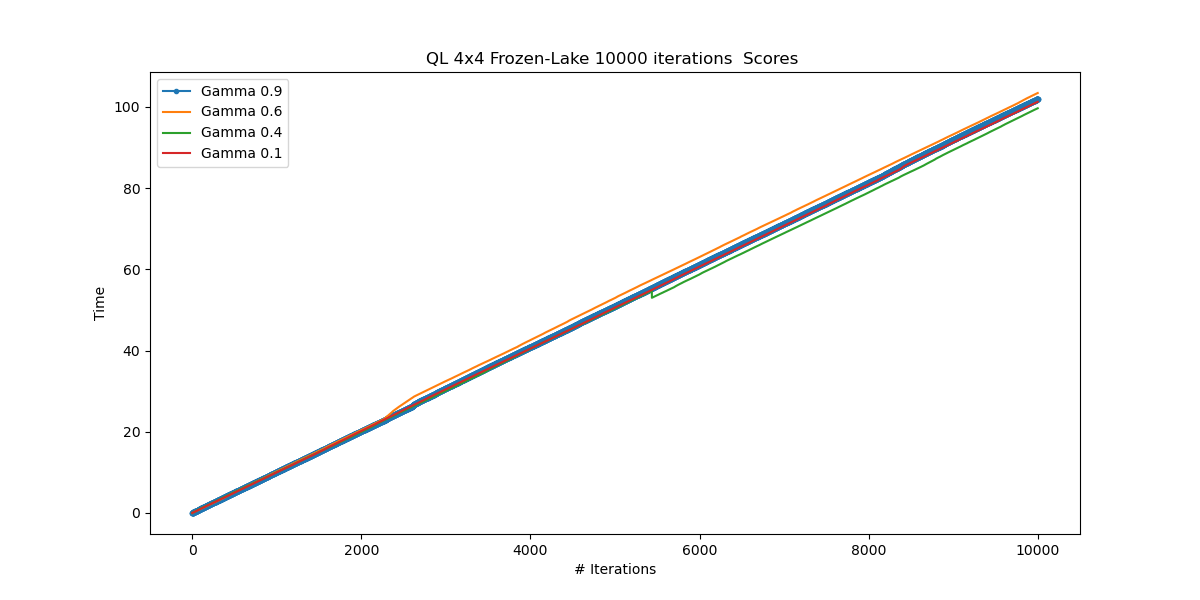 QL 4x4 Frozen-Lake 10000 iterations  Scores
Gamma 0.9
Gamma 0.6
Gamma 0.4
Gamma 0.1
Time
100
80
60
40
20
0
0 2000 4000 6000 8000 10000
# Iterations